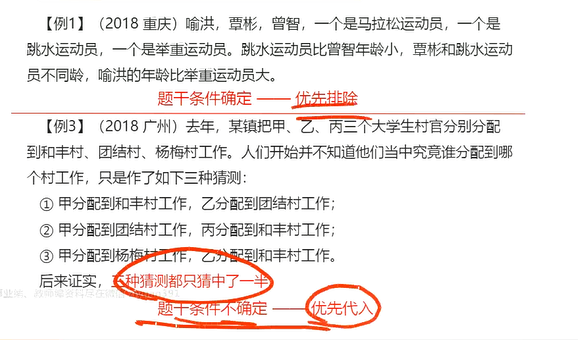 【例1】（2018 重庆）喻洪，覃彬，曾智，一个是马拉松运动员，一个是
跳水运动员，一个是举重运动员。跳水运动员比曾智年龄小，覃彬和跳水运动
员不同龄，喻洪的年龄比举重运动员大。
题干条件确定 —— 优先排除
【例3】（2018 广州）去年，某镇把甲、乙、丙三个大学生村官分别分配
到和丰村、团结村、杨梅村工作。人们开始并不知道他们当中究竟谁分配到哪
个村工作，只是作了如下三种猜测：
① 甲分配到和丰村工作，乙分配到团结村工作；
② 甲分配到团结村工作，丙分配到和丰村工作；
③ 甲分配到杨梅村工作，乙分配到和丰村工作。
后来证实，三种猜测都只猜中了一半
题干条件不确定 —— 优先代入